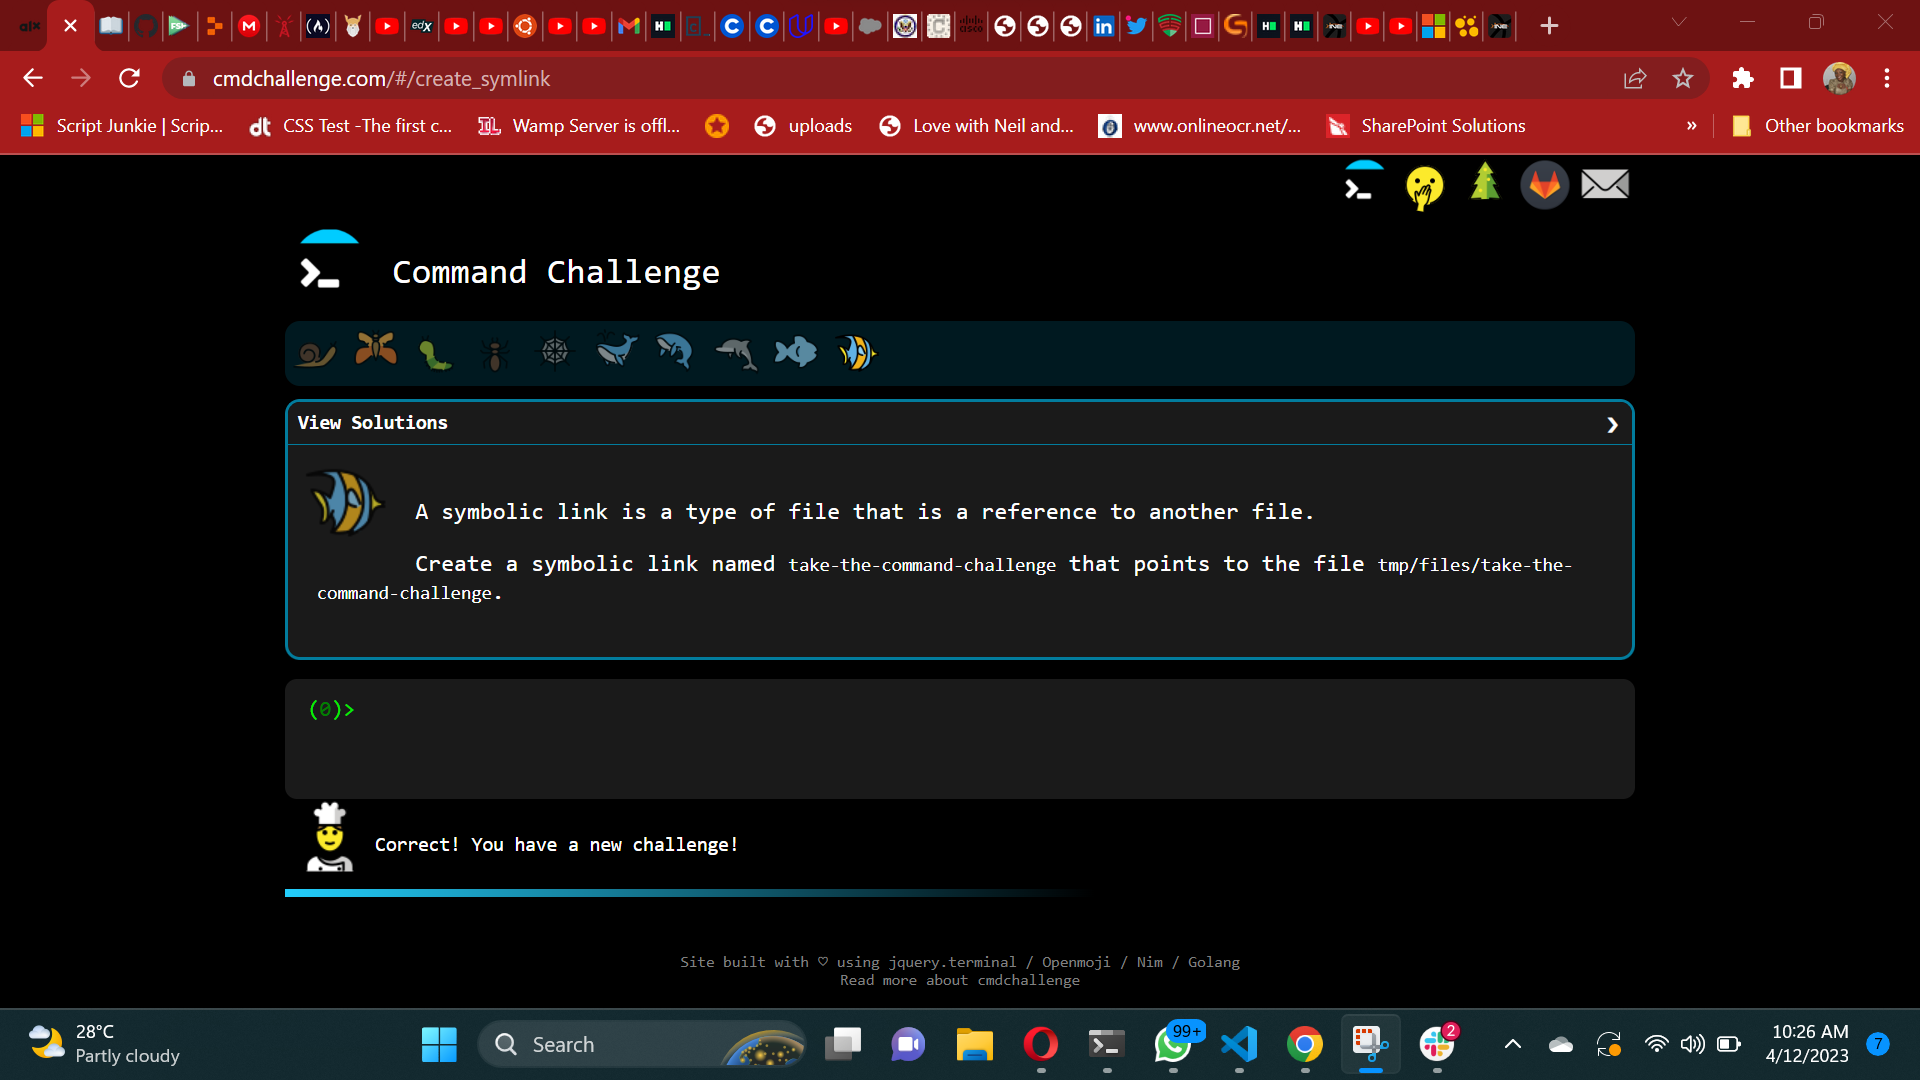 cmdchallenge.com/#/create_symlink
Script Junkie | Scrip...
CSS Test -The first c...
Wamp Server is offl...
uploads
Love with Neil and...
www.onlineocr.net/...
SharePoint Solutions
»
Other bookmarks
Command Challenge
View Solutions
A symbolic link is a type of file that is a reference to another file.
Create a symbolic link named take-the-command-challenge that points to the file tmp/files/take-the-
command-challenge.
(0)>
Correct! You have a new challenge!
Site built with ♡ using jquery.terminal / Openmoji / Nim / Golang
Read more about cmdchallenge
28°C
Partly cloudy
Search
99+
2
10:26 AM
4/12/2023
7